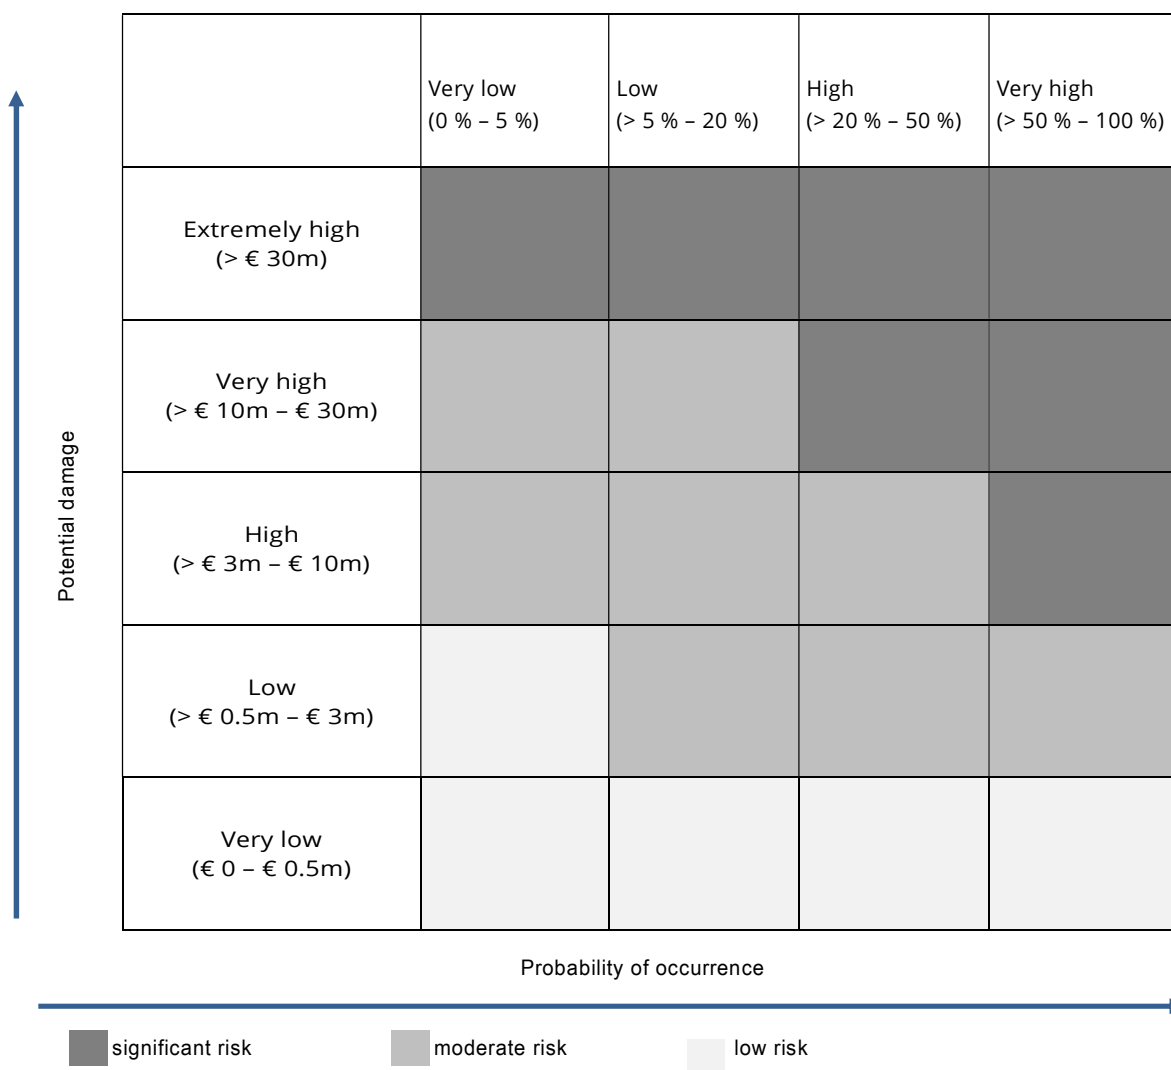 Very low
(0 % – 5 %)
Low
(> 5 % – 20 %)
High
(> 20 % – 50 %)
Very high
(> 50 % – 100 %)
Extremely high
(> € 30m)
Very high
(> € 10m – € 30m)
High
(> € 3m – € 10m)
Low
(> € 0.5m – € 3m)
Very low
(€ 0 – € 0.5m)
Potential damage
Probability of occurrence
significant risk
moderate risk
low risk